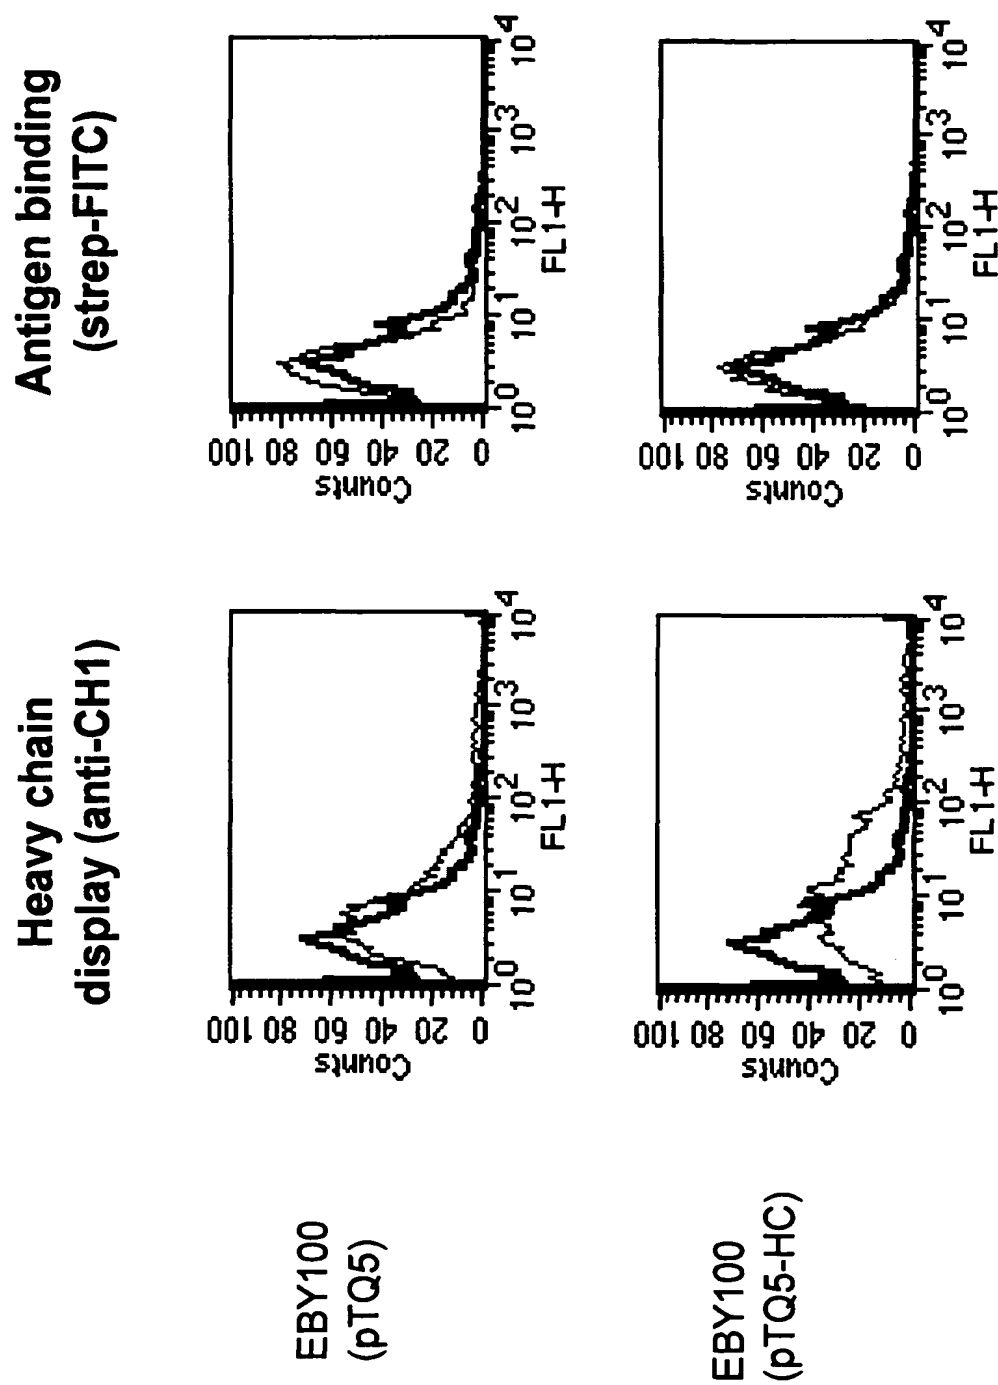 Heavy chain
display (anti-CH1)
Antigen binding
(strep-FITC)
EBY100
(pTQ5)
Counts
100
80
60
40
20
0
10⁰ 10¹ 10² 10³ 10⁴
FL1-H
Counts
100
80
60
40
20
0
10⁰ 10¹ 10² 10³ 10⁴
FL1-H
EBY100
(pTQ5-HC)
Counts
100
80
60
40
20
0
10⁰ 10¹ 10² 10³ 10⁴
FL1-H
Counts
100
80
60
40
20
0
10⁰ 10¹ 10² 10³ 10⁴
FL1-H